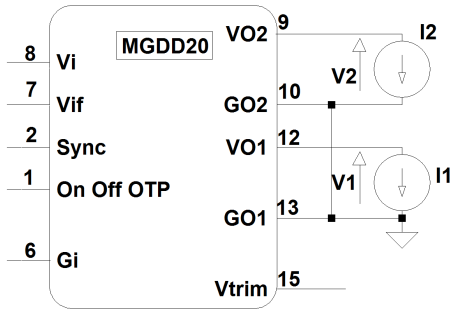 MGDD20
8 Vi
7 Vif
2 Sync
1 On Off OTP
6 Gi
VO2 9
GO2 10
VO1 12
GO1 13
Vtrim 15
V2
I2
V1
I1